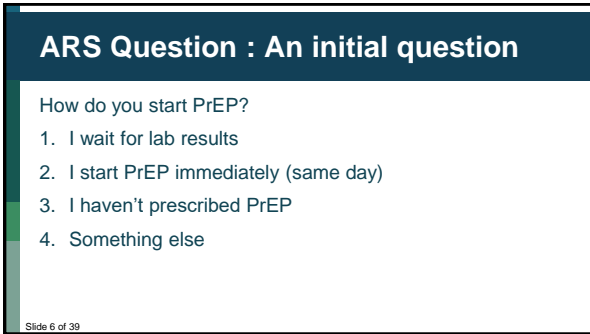 ARS Question : An initial question
How do you start PrEP?
1. I wait for lab results
2. I start PrEP immediately (same day)
3. I haven’t prescribed PrEP
4. Something else
Slide 6 of 39